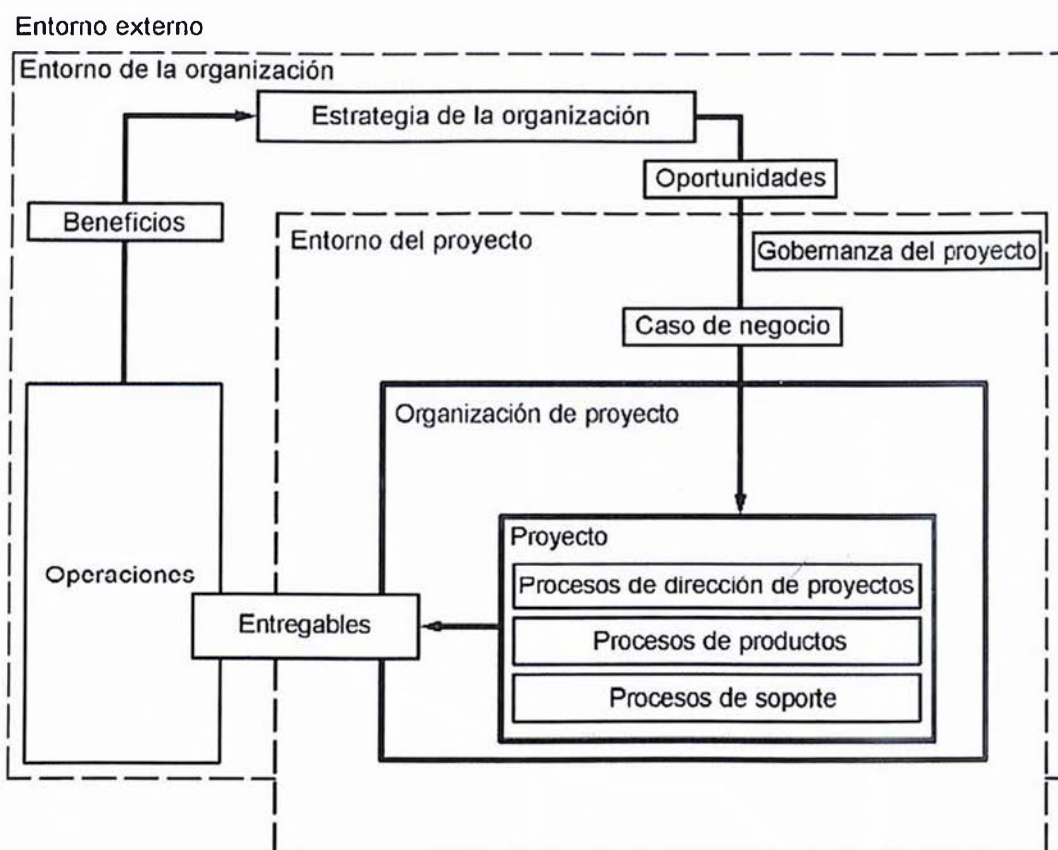 Entorno externo
Entorno de la organización
Estrategia de la organización
Oportunidades
Beneficios
Entorno del proyecto
Gobernanza del proyecto
Caso de negocio
Organización de proyecto
Proyecto
Procesos de dirección de proyectos
Operaciones
Entregables
Procesos de productos
Procesos de soporte